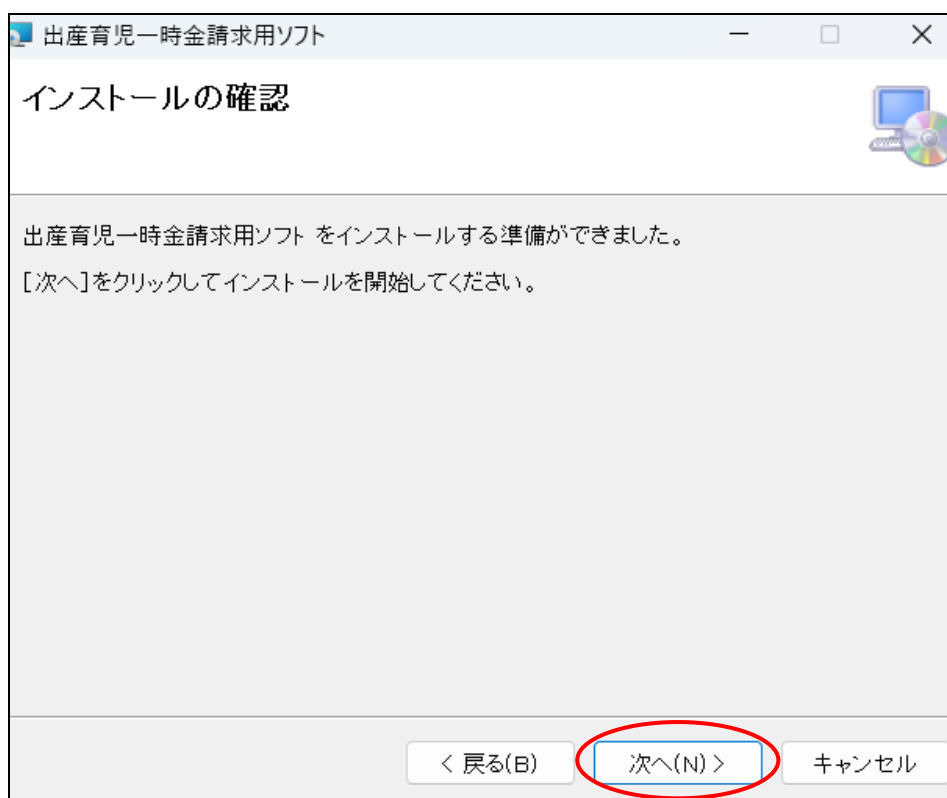 出産育児一時金請求用ソフト
インストールの確認
出産育児一時金請求用ソフト をインストールする準備ができました。
[次へ]をクリックしてインストールを開始してください。
< 戻る(B)
次へ(N) >
キャンセル